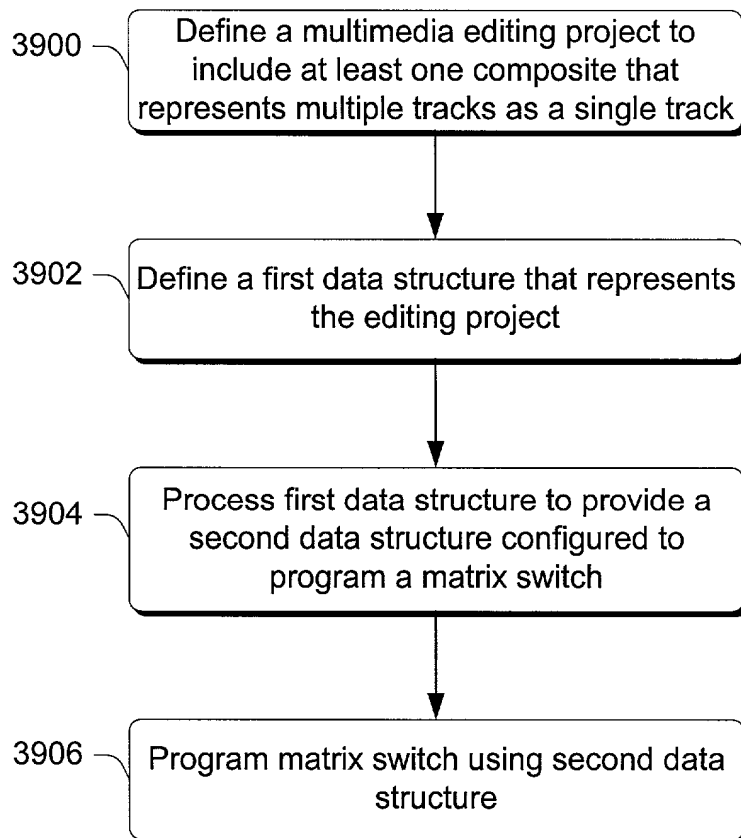 3900
Define a multimedia editing project to
include at least one composite that
represents multiple tracks as a single track
3902
Define a first data structure that represents
the editing project
3904
Process first data structure to provide a
second data structure configured to
program a matrix switch
3906
Program matrix switch using second data
structure